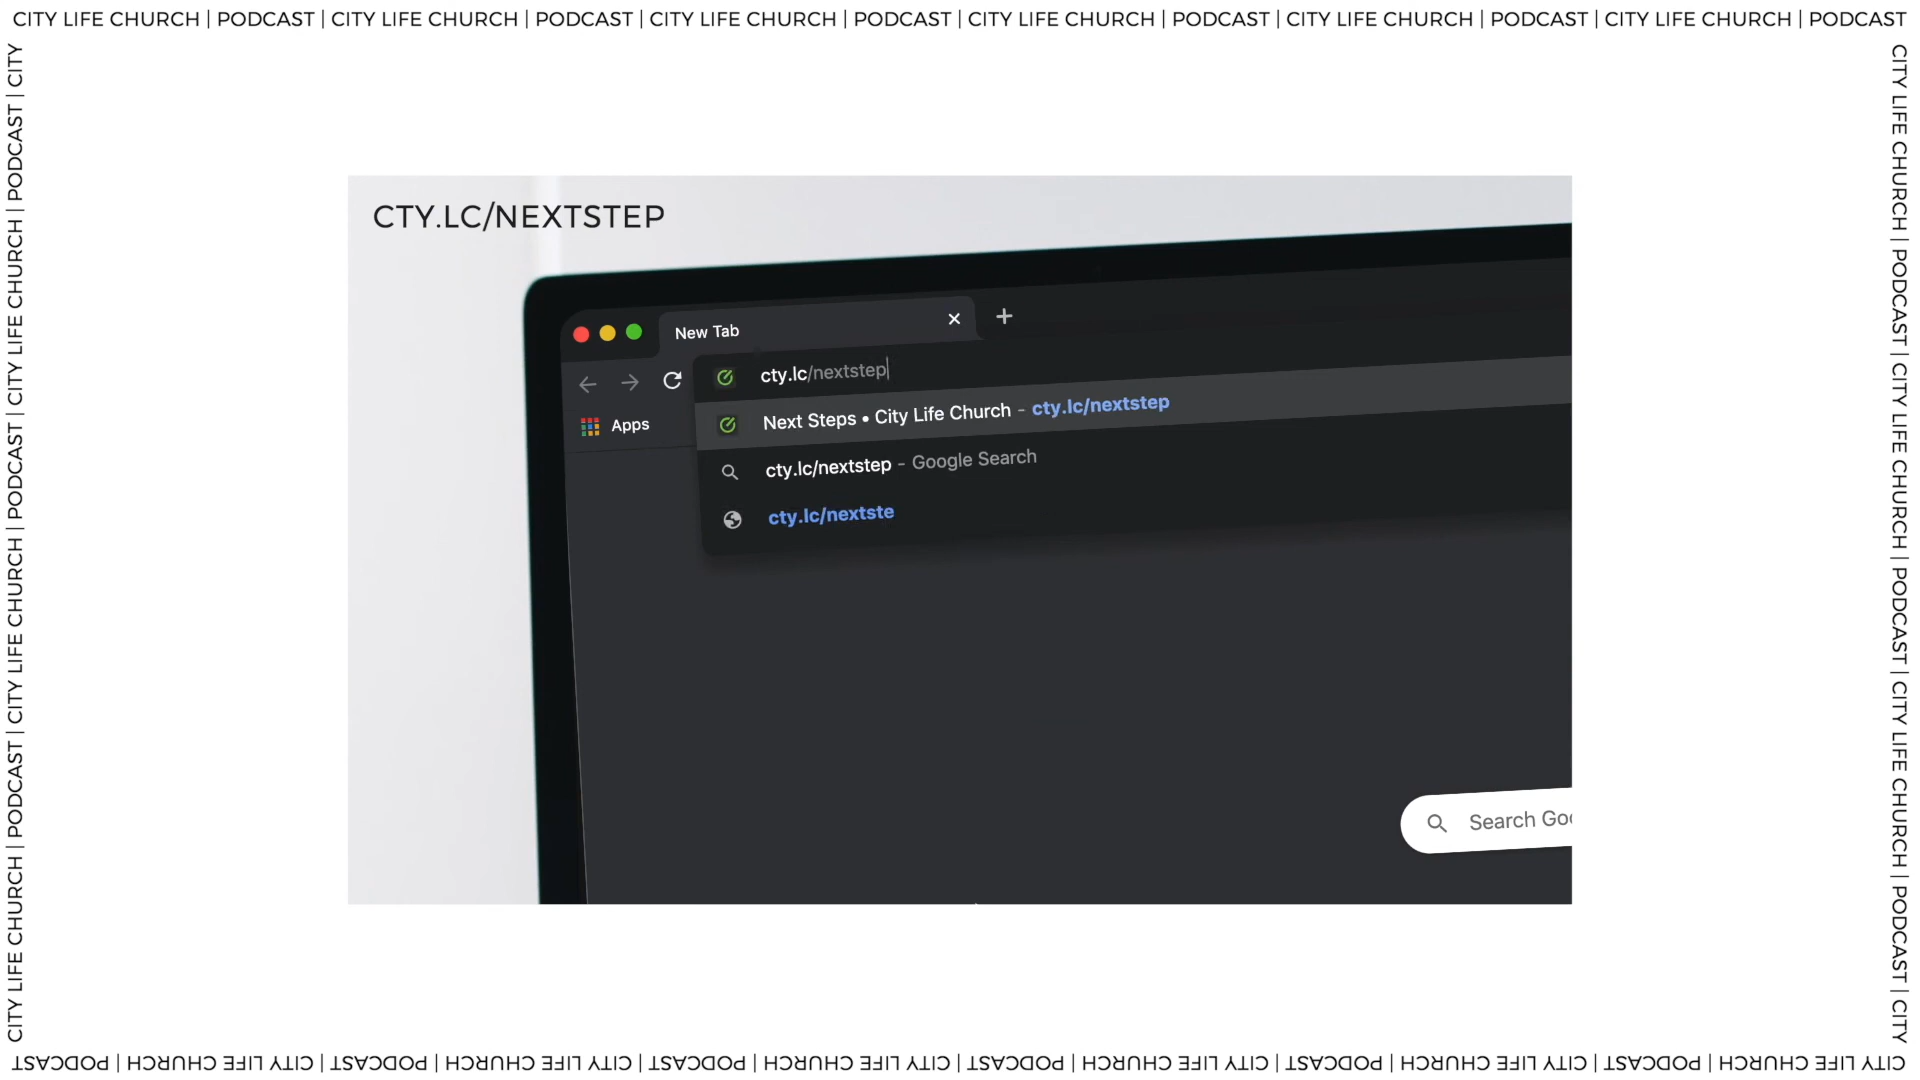 CITY LIFE CHURCH | PODCAST | CITY LIFE CHURCH | PODCAST | CITY LIFE CHURCH | PODCAST | CITY LIFE CHURCH | PODCAST | CITY LIFE CHURCH | PODCAST | CITY LIFE CHURCH | PODCAST
CITY LIFE CHURCH | PODCAST | CITY LIFE CHURCH | PODCAST | CITY LIFE CHURCH | PODCAST | CITY
CTY.LC/NEXTSTEP
New Tab
cty.lc/nextstep
Apps
Next Steps • City Life Church - cty.lc/nextstep
cty.lc/nextstep - Google Search
cty.lc/nextste
Search Goo
CITY LIFE CHURCH | PODCAST | CITY LIFE CHURCH | PODCAST | CITY LIFE CHURCH | PODCAST | CITY
CITY LIFE CHURCH | PODCAST | CITY LIFE CHURCH | PODCAST | CITY LIFE CHURCH | PODCAST | CITY LIFE CHURCH | PODCAST | CITY LIFE CHURCH | PODCAST | CITY LIFE CHURCH | PODCAST